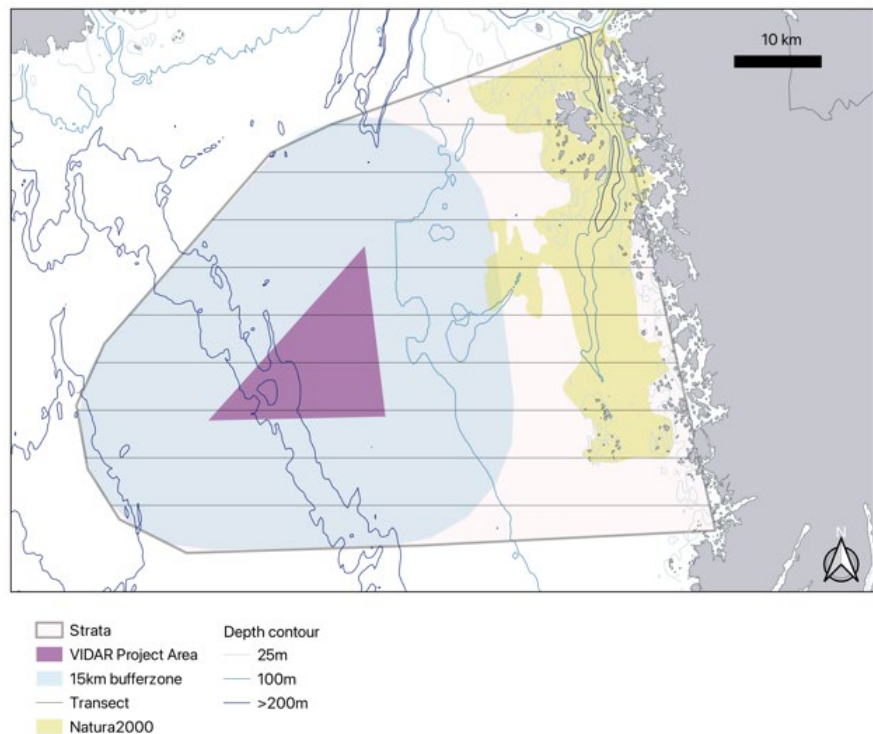 10 km
N
Strata
VIDAR Project Area
15km bufferzone
Transect
Natura2000
Depth contour
25m
100m
>200m